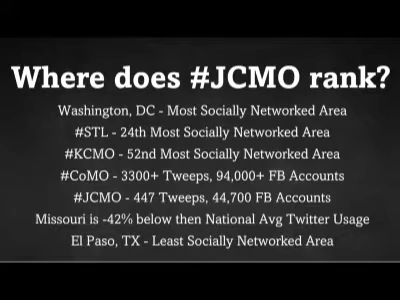 Where does #JCMO rank?
Washington, DC - Most Socially Networked Area
#STL - 24th Most Socially Networked Area
#KCMO - 52nd Most Socially Networked Area
#CoMO - 3300+ Tweeps, 94,000+ FB Accounts
#JCMO - 447 Tweeps, 44,700 FB Accounts
Missouri is -42% below then National Avg Twitter Usage
El Paso, TX - Least Socially Networked Area